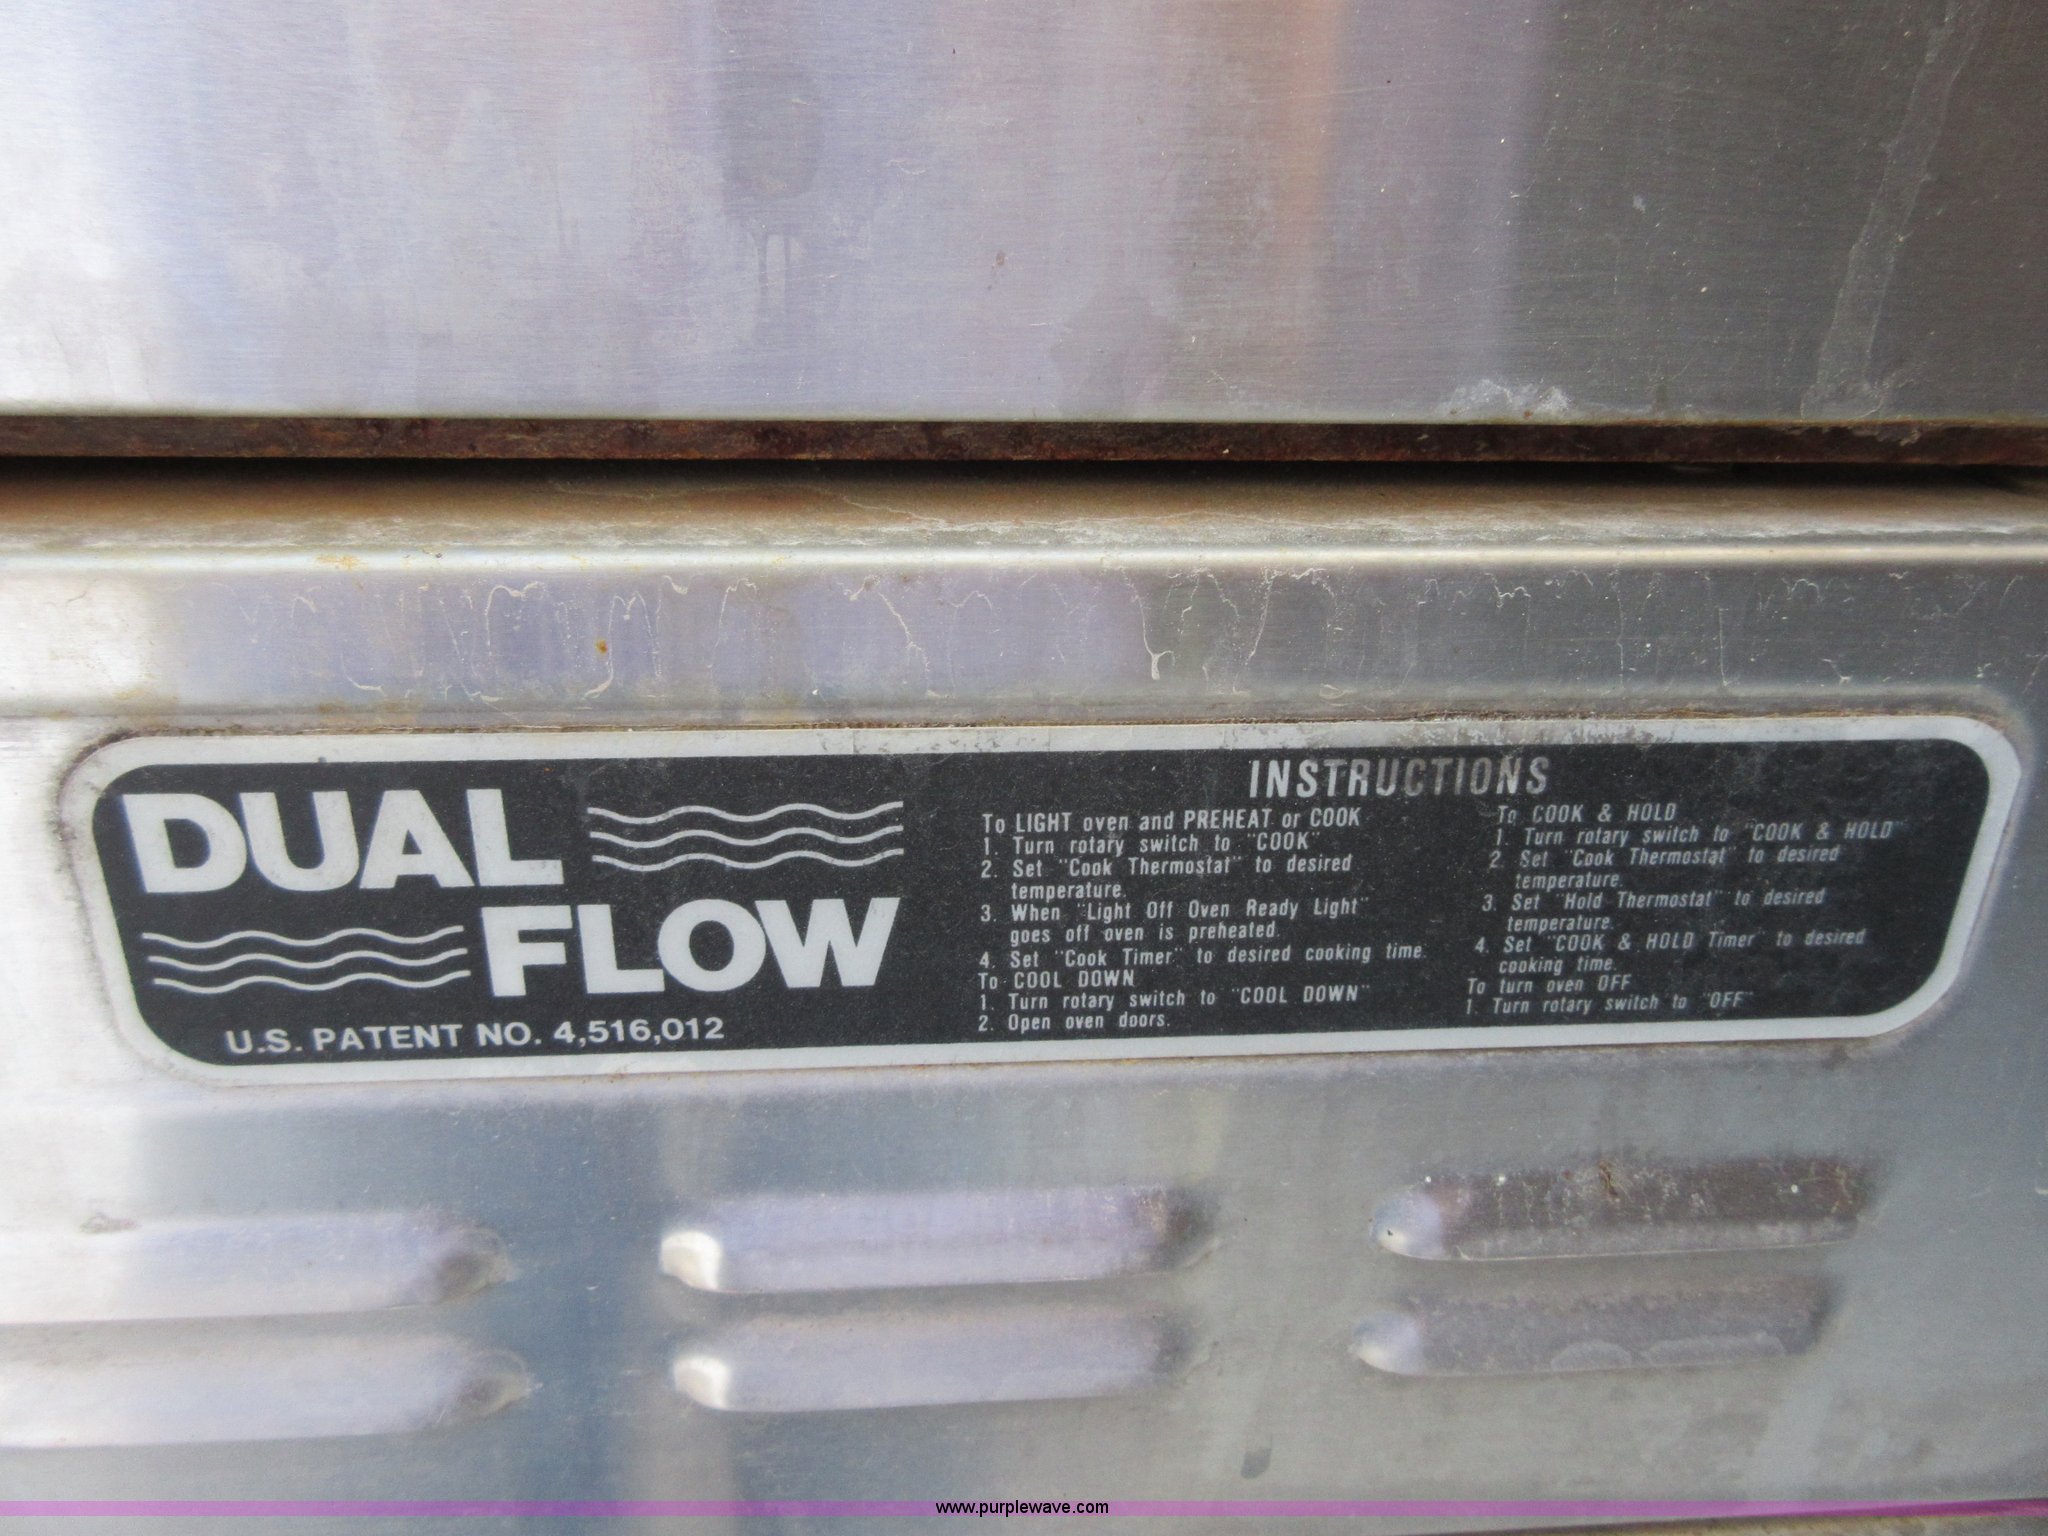 DUAL
FLOW
U.S. PATENT NO. 4,516,012
INSTRUCTIONS
To LIGHT oven and PREHEAT or COOK
1. Turn rotary switch to "COOK"
2. Set "Cook Thermostat" to desired
temperature.
3. When "Light Off Oven Ready Light"
goes off oven is preheated.
4. Set "Cook Timer" to desired cooking time.
To COOL DOWN
1. Turn rotary switch to "COOL DOWN"
2. Open oven doors.
To COOK & HOLD
1. Turn rotary switch to "COOK & HOLD"
2. Set "Cook Thermostat" to desired
temperature.
3. Set "Hold Thermostat" to desired
temperature.
4. Set "COOK & HOLD Timer" to desired
cooking time.
To turn oven OFF
1. Turn rotary switch to "OFF"
www.purplewave.com